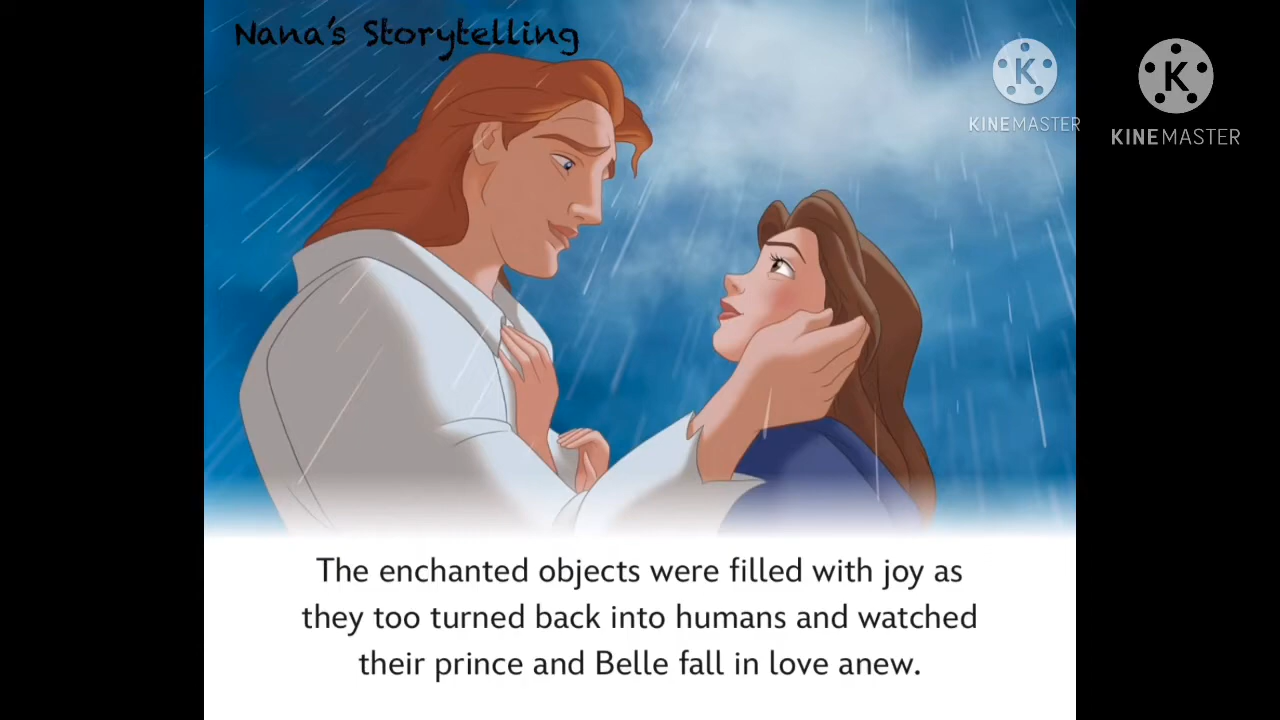 Nana's Storytelling
K
KINEMASTER
K
KINEMASTER
The enchanted objects were filled with joy as
they too turned back into humans and watched
their prince and Belle fall in love anew.